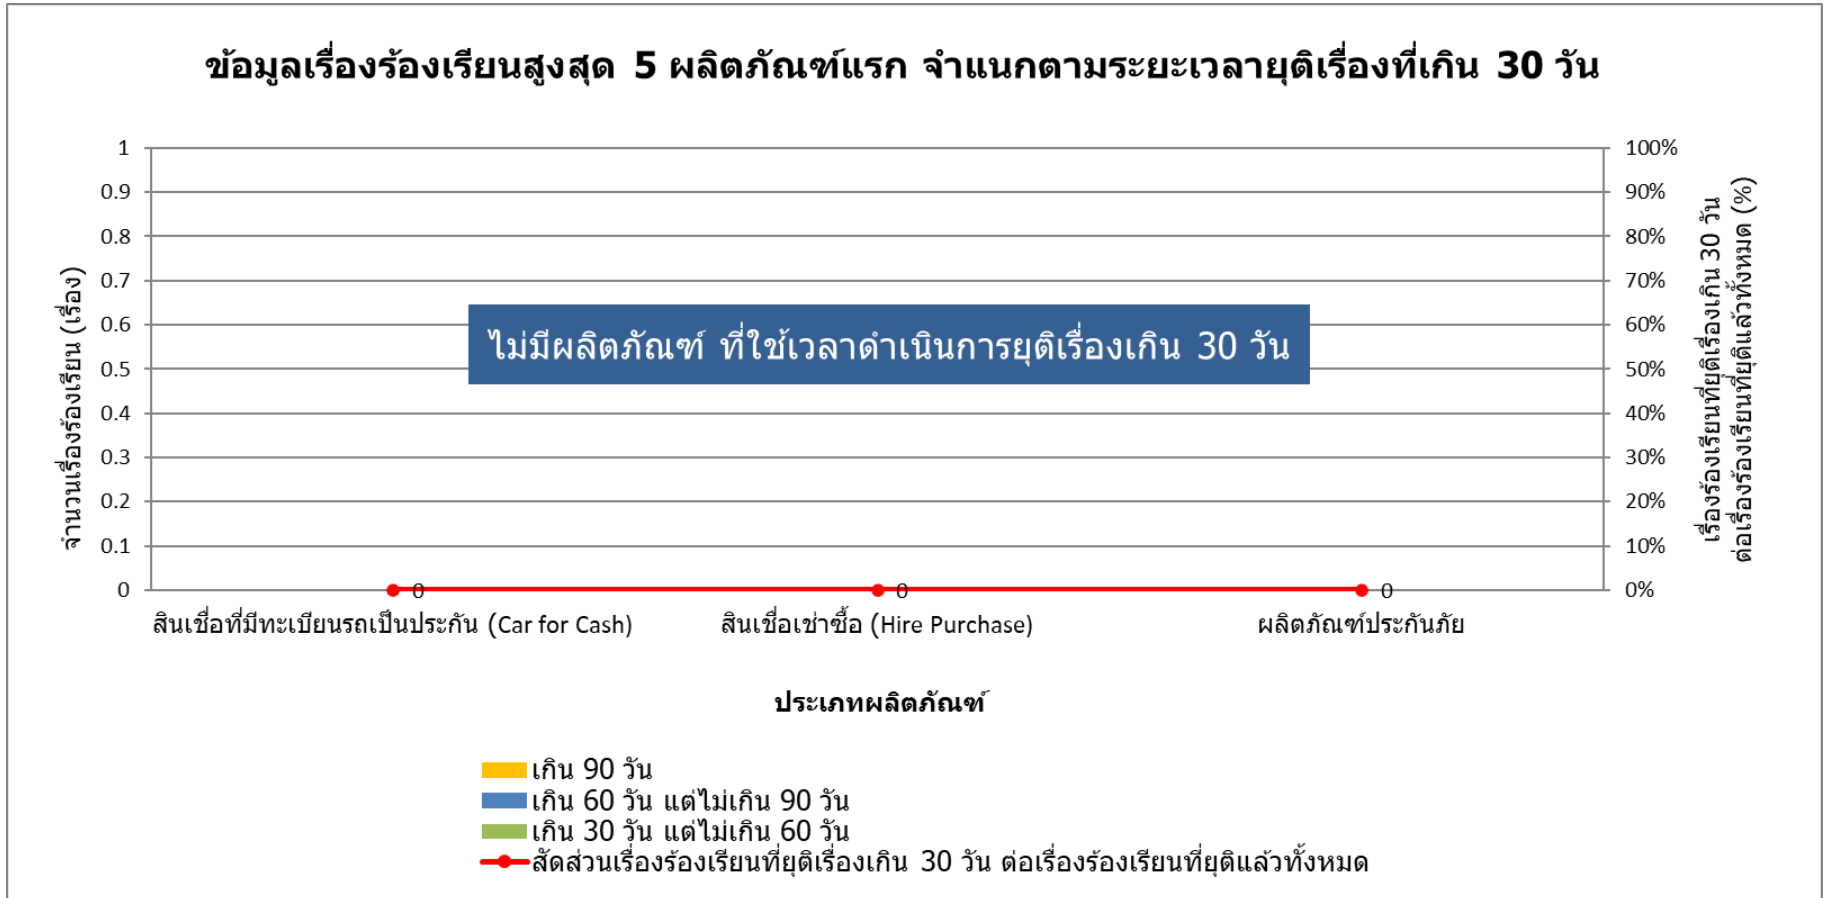 ข้อมูลเรื่องร้องเรียนสูงสุด 5 ผลิตภัณฑ์แรก จำแนกตามระยะเวลายุติเรื่องที่เกิน 30 วัน
จำนวนเรื่องร้องเรียน (เรื่อง)
1
0.9
0.8
0.7
0.6
0.5
0.4
0.3
0.2
0.1
0
ไม่มีผลิตภัณฑ์ ที่ใช้เวลาดำเนินการยุติเรื่องเกิน 30 วัน
0
0
0
100%
90%
80%
70%
60%
50%
40%
30%
20%
10%
0%
เรื่องร้องเรียนที่ยุติเรื่องเกิน 30 วัน
ต่อเรื่องร้องเรียนที่ยุติแล้วทั้งหมด (%)
สินเชื่อที่มีทะเบียนรถเป็นประกัน (Car for Cash)
สินเชื่อเช่าซื้อ (Hire Purchase)
ผลิตภัณฑ์ประกันภัย
ประเภทผลิตภัณฑ์
เกิน 90 วัน
เกิน 60 วัน แต่ไม่เกิน 90 วัน
เกิน 30 วัน แต่ไม่เกิน 60 วัน
สัดส่วนเรื่องร้องเรียนที่ยุติเรื่องเกิน 30 วัน ต่อเรื่องร้องเรียนที่ยุติแล้วทั้งหมด